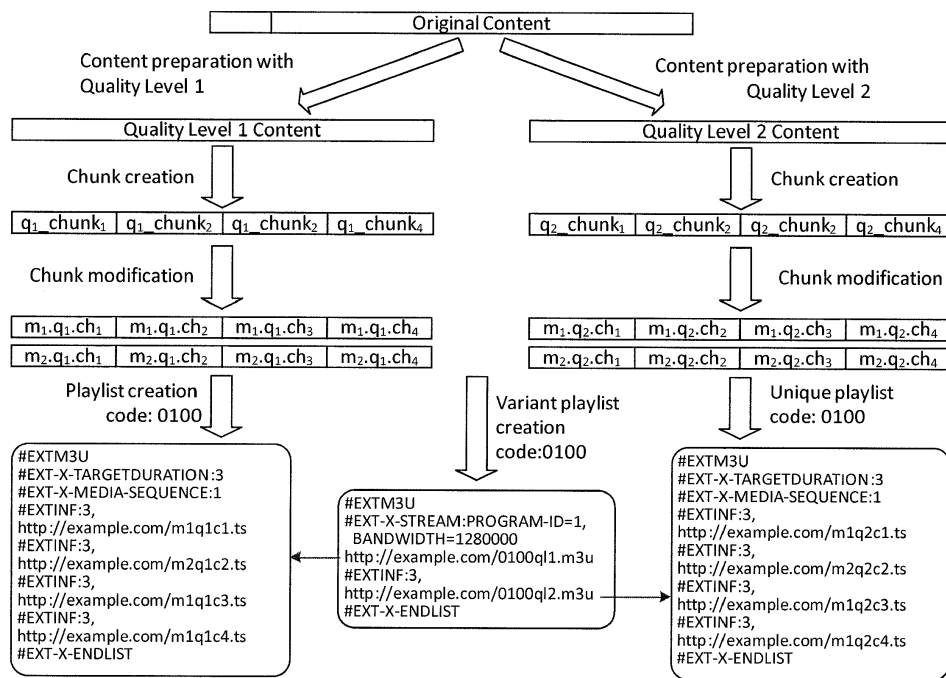 Original Content
Content preparation with
Quality Level 1
Content preparation with
Quality Level 2
Quality Level 1 Content
Quality Level 2 Content
Chunk creation
Chunk creation
q₁_chunk₁ q₁_chunk₂ q₁_chunk₂ q₁_chunk₄
q₂_chunk₁ q₂_chunk₂ q₂_chunk₂ q₂_chunk₄
Chunk modification
Chunk modification
m₁.q₁.ch₁ m₁.q₁.ch₂ m₁.q₁.ch₃ m₁.q₁.ch₄
m₂.q₁.ch₁ m₂.q₁.ch₂ m₂.q₁.ch₃ m₂.q₁.ch₄
m₁.q₂.ch₁ m₁.q₂.ch₂ m₁.q₂.ch₃ m₁.q₂.ch₄
m₂.q₂.ch₁ m₂.q₂.ch₂ m₂.q₂.ch₃ m₂.q₂.ch₄
Playlist creation
code: 0100
Variant playlist
creation
code:0100
Unique playlist
code: 0100
#EXTM3U
#EXT-X-TARGETDURATION:3
#EXT-X-MEDIA-SEQUENCE:1
#EXTINF:3,
http://example.com/m1q1c1.ts
#EXTINF:3,
http://example.com/m2q1c2.ts
#EXTINF:3,
http://example.com/m1q1c3.ts
#EXTINF:3,
http://example.com/m1q1c4.ts
#EXT-X-ENDLIST
#EXTM3U
#EXT-X-STREAM:PROGRAM-ID=1,
BANDWIDTH=1280000
http://example.com/0100ql1.m3u
#EXTINF:3,
http://example.com/0100ql2.m3u
#EXT-X-ENDLIST
#EXTM3U
#EXT-X-TARGETDURATION:3
#EXT-X-MEDIA-SEQUENCE:1
#EXTINF:3,
http://example.com/m1q2c1.ts
#EXTINF:3,
http://example.com/m2q2c2.ts
#EXTINF:3,
http://example.com/m1q2c3.ts
#EXTINF:3,
http://example.com/m1q2c4.ts
#EXT-X-ENDLIST